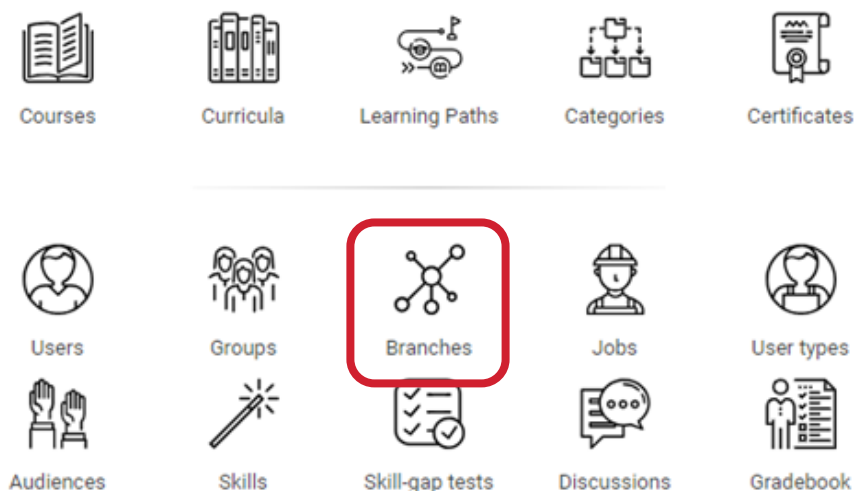 Courses Curricula Learning Paths Categories Certificates
Users Groups Branches Jobs User types
Audiences Skills Skill-gap tests Discussions Gradebook